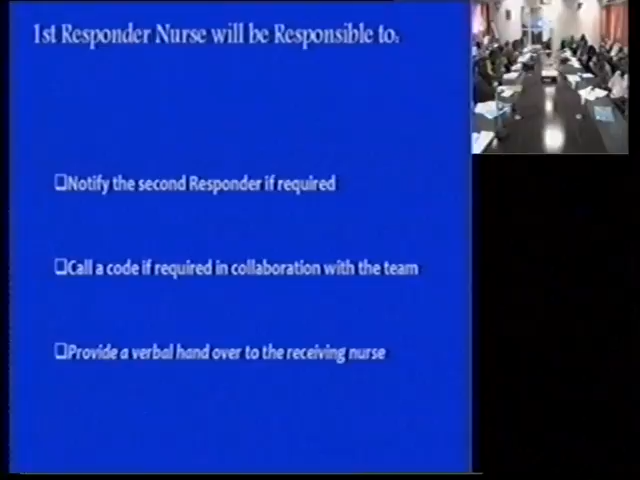 1st Responder Nurse will be Responsible to:
❑Notify the second Responder if required
❑Call a code if required in collaboration with the team
❑Provide a verbal hand over to the receiving nurse